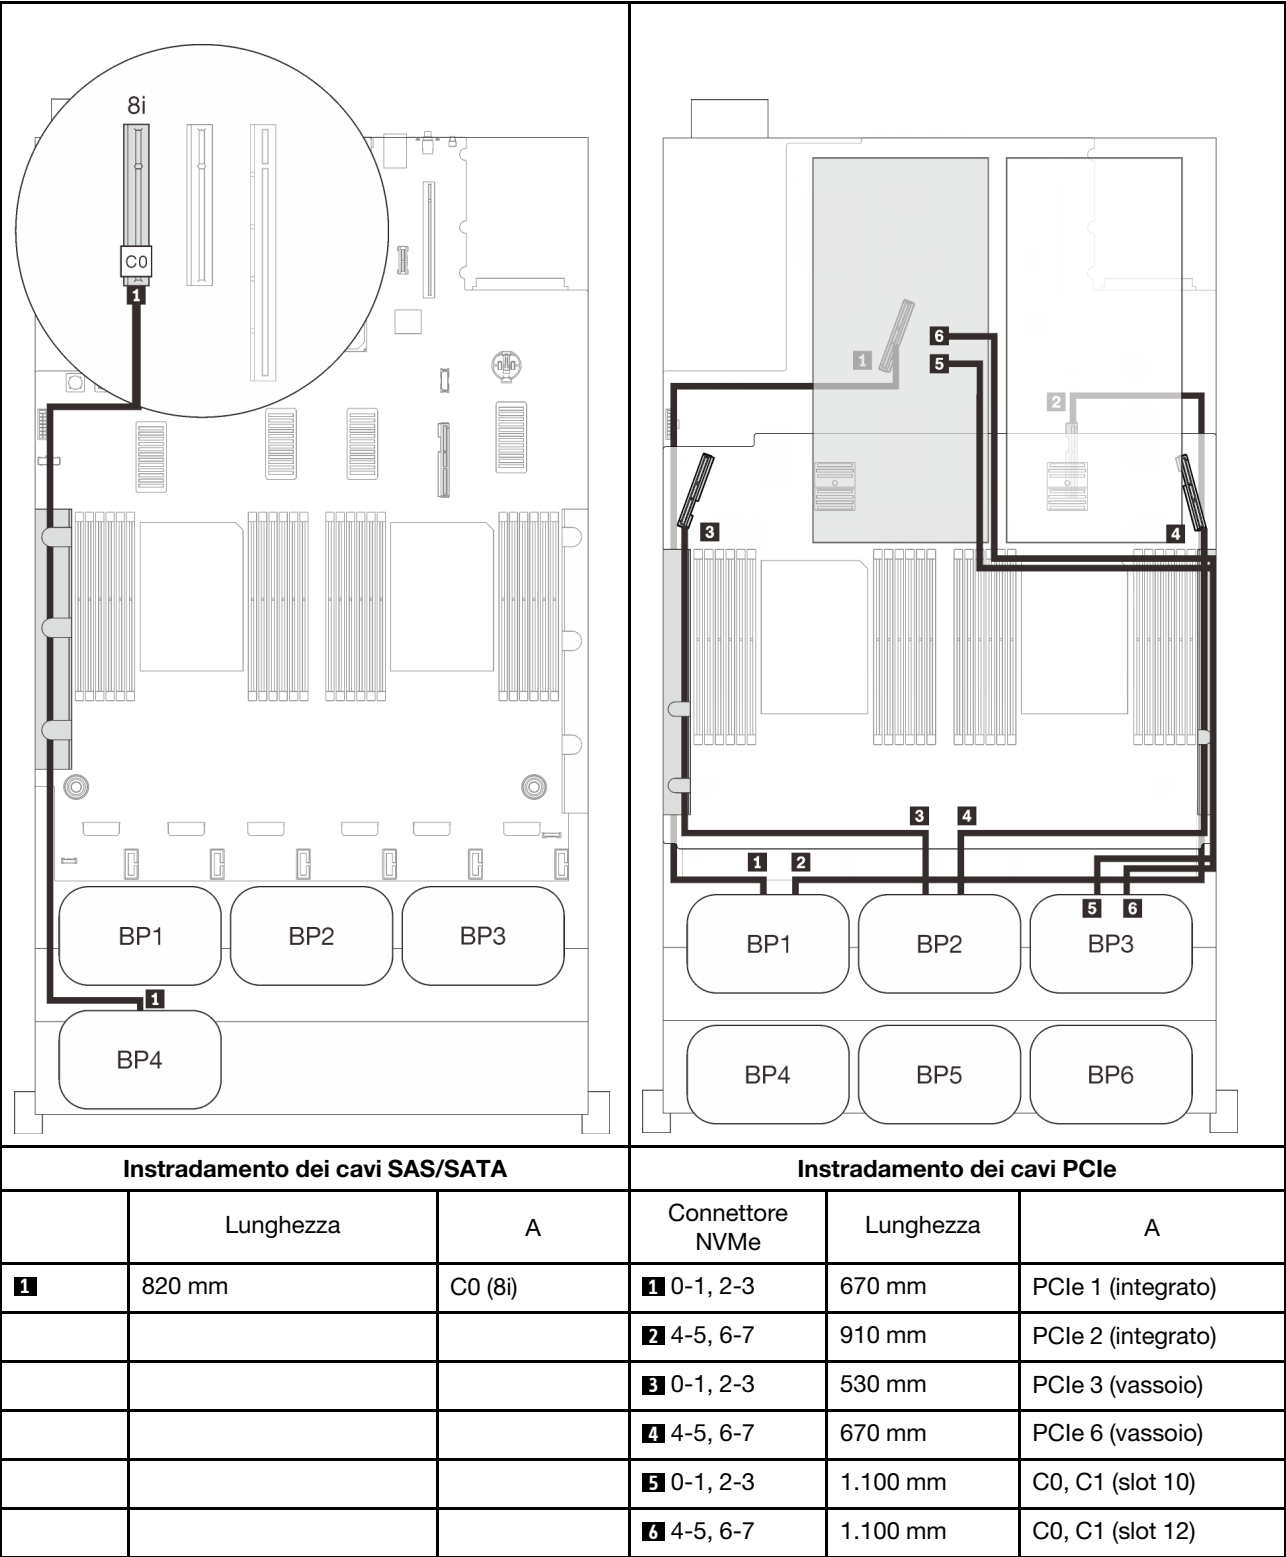 8i
C0
1
BP1
BP2
BP3
1
BP4
6
1
5
2
3
4
3
4
1
2
5
6
BP1
BP2
BP3
BP4
BP5
BP6
Instradamento dei cavi SAS/SATA
Instradamento dei cavi PCIe
Lunghezza
A
Connettore
NVMe
Lunghezza
A
1 820 mm C0 (8i)
1 0-1, 2-3 670 mm PCIe 1 (integrato)
2 4-5, 6-7 910 mm PCIe 2 (integrato)
3 0-1, 2-3 530 mm PCIe 3 (vassoio)
4 4-5, 6-7 670 mm PCIe 6 (vassoio)
5 0-1, 2-3 1.100 mm C0, C1 (slot 10)
6 4-5, 6-7 1.100 mm C0, C1 (slot 12)